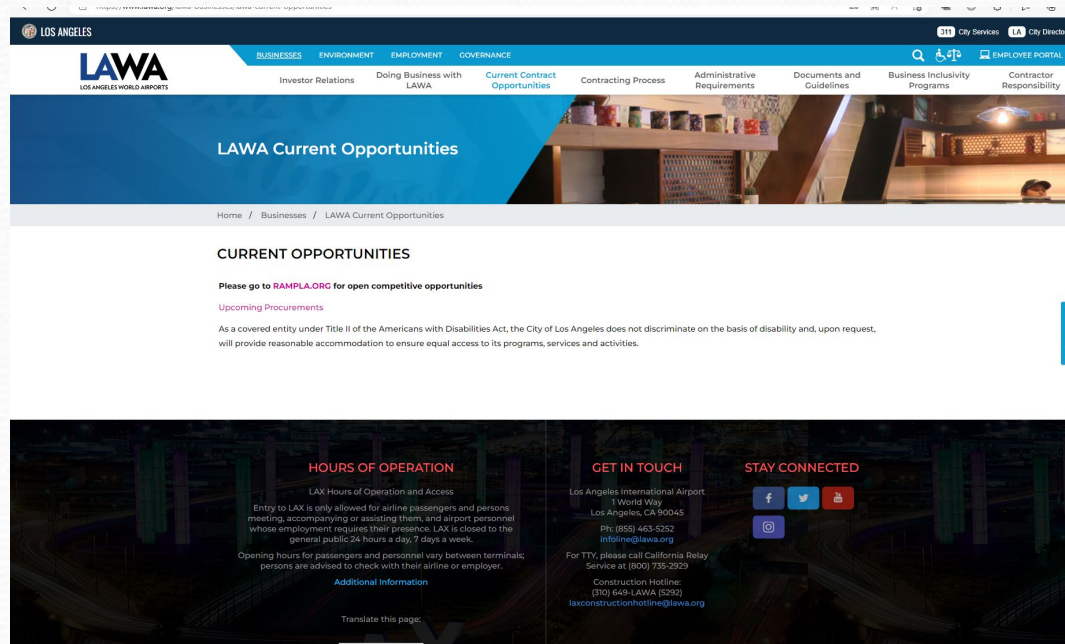 LOS ANGELES
311 City Services LA City Director
BUSINESSES ENVIRONMENT EMPLOYMENT GOVERNANCE
EMPLOYEE PORTAL
LAWA
LOS ANGELES WORLD AIRPORTS
Investor Relations
Doing Business with
LAWA
Current Contract
Opportunities
Contracting Process
Administrative
Requirements
Documents and
Guidelines
Business Inclusivity
Programs
Contractor
Responsibility
LAWA Current Opportunities
Home / Businesses / LAWA Current Opportunities
CURRENT OPPORTUNITIES
Please go to RAMPLA.ORG for open competitive opportunities
Upcoming Procurements
As a covered entity under Title II of the Americans with Disabilities Act, the City of Los Angeles does not discriminate on the basis of disability and, upon request,
will provide reasonable accommodation to ensure equal access to its programs, services and activities.
HOURS OF OPERATION
LAX Hours of Operation and Access
Entry to LAX is only allowed for airline passengers and persons
meeting, accompanying or assisting them, and airport personnel
whose employment requires their presence. LAX is closed to the
general public 24 hours a day, 7 days a week.
Opening hours for passengers and personnel vary between terminals;
persons are advised to check with their airline or employer.
Additional Information
Translate this page:
GET IN TOUCH
Los Angeles International Airport
1 World Way
Los Angeles, CA 90045
Ph: (855) 463-5252
infoline@lawa.org
For TTY, please call California Relay
Service at (800) 735-2929
Construction Hotline:
(310) 649-LAWA (5292)
laxconstructionhotline@lawa.org
STAY CONNECTED